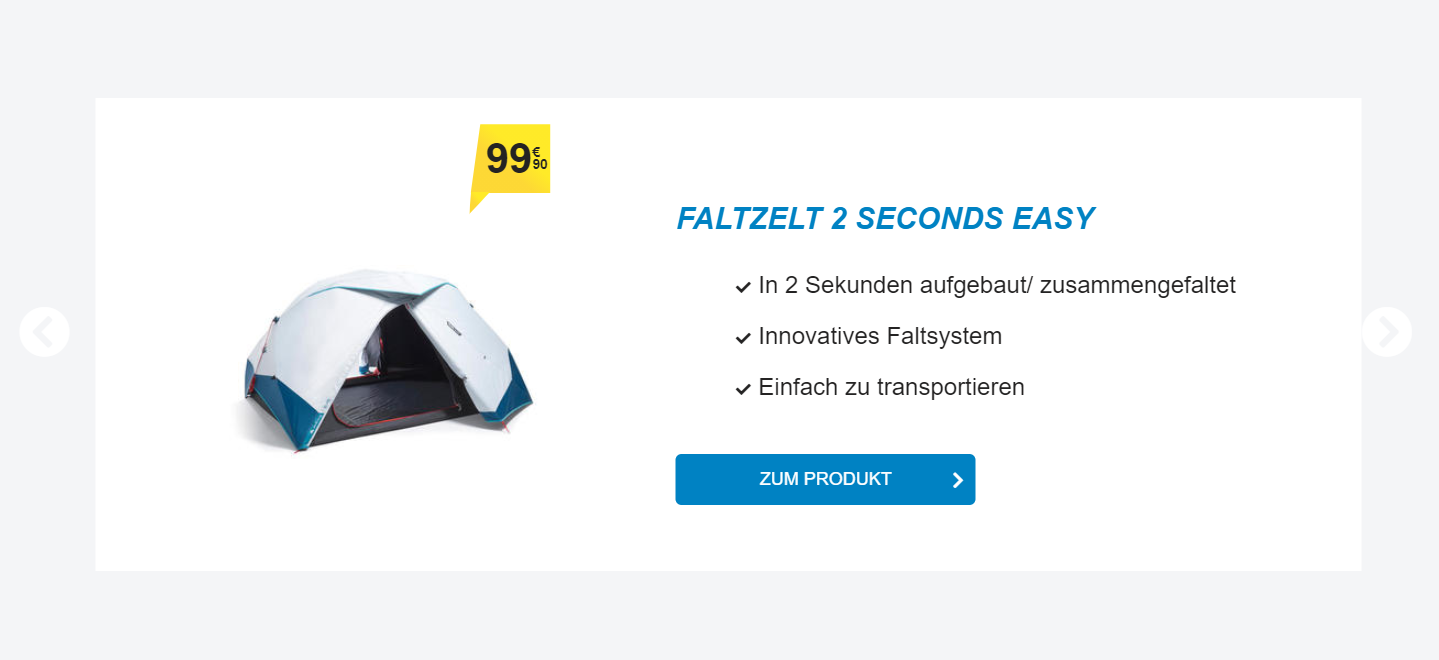 99€90
FALTZELT 2 SECONDS EASY
In 2 Sekunden aufgebaut/ zusammengefaltet
Innovatives Faltsystem
Einfach zu transportieren
ZUM PRODUKT